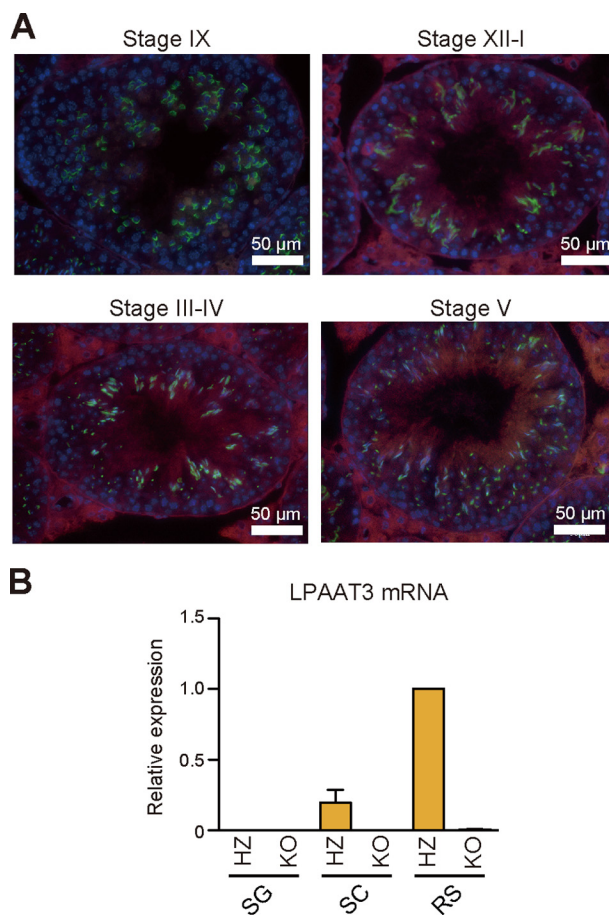 A
Stage IX
Stage XII-I
50 µm
50 µm
Stage III-IV
Stage V
50 µm
50 µm
B
LPAAT3 mRNA
Relative expression
1.5
1.0
0.5
0
HZ KO HZ KO HZ KO
SG SC RS